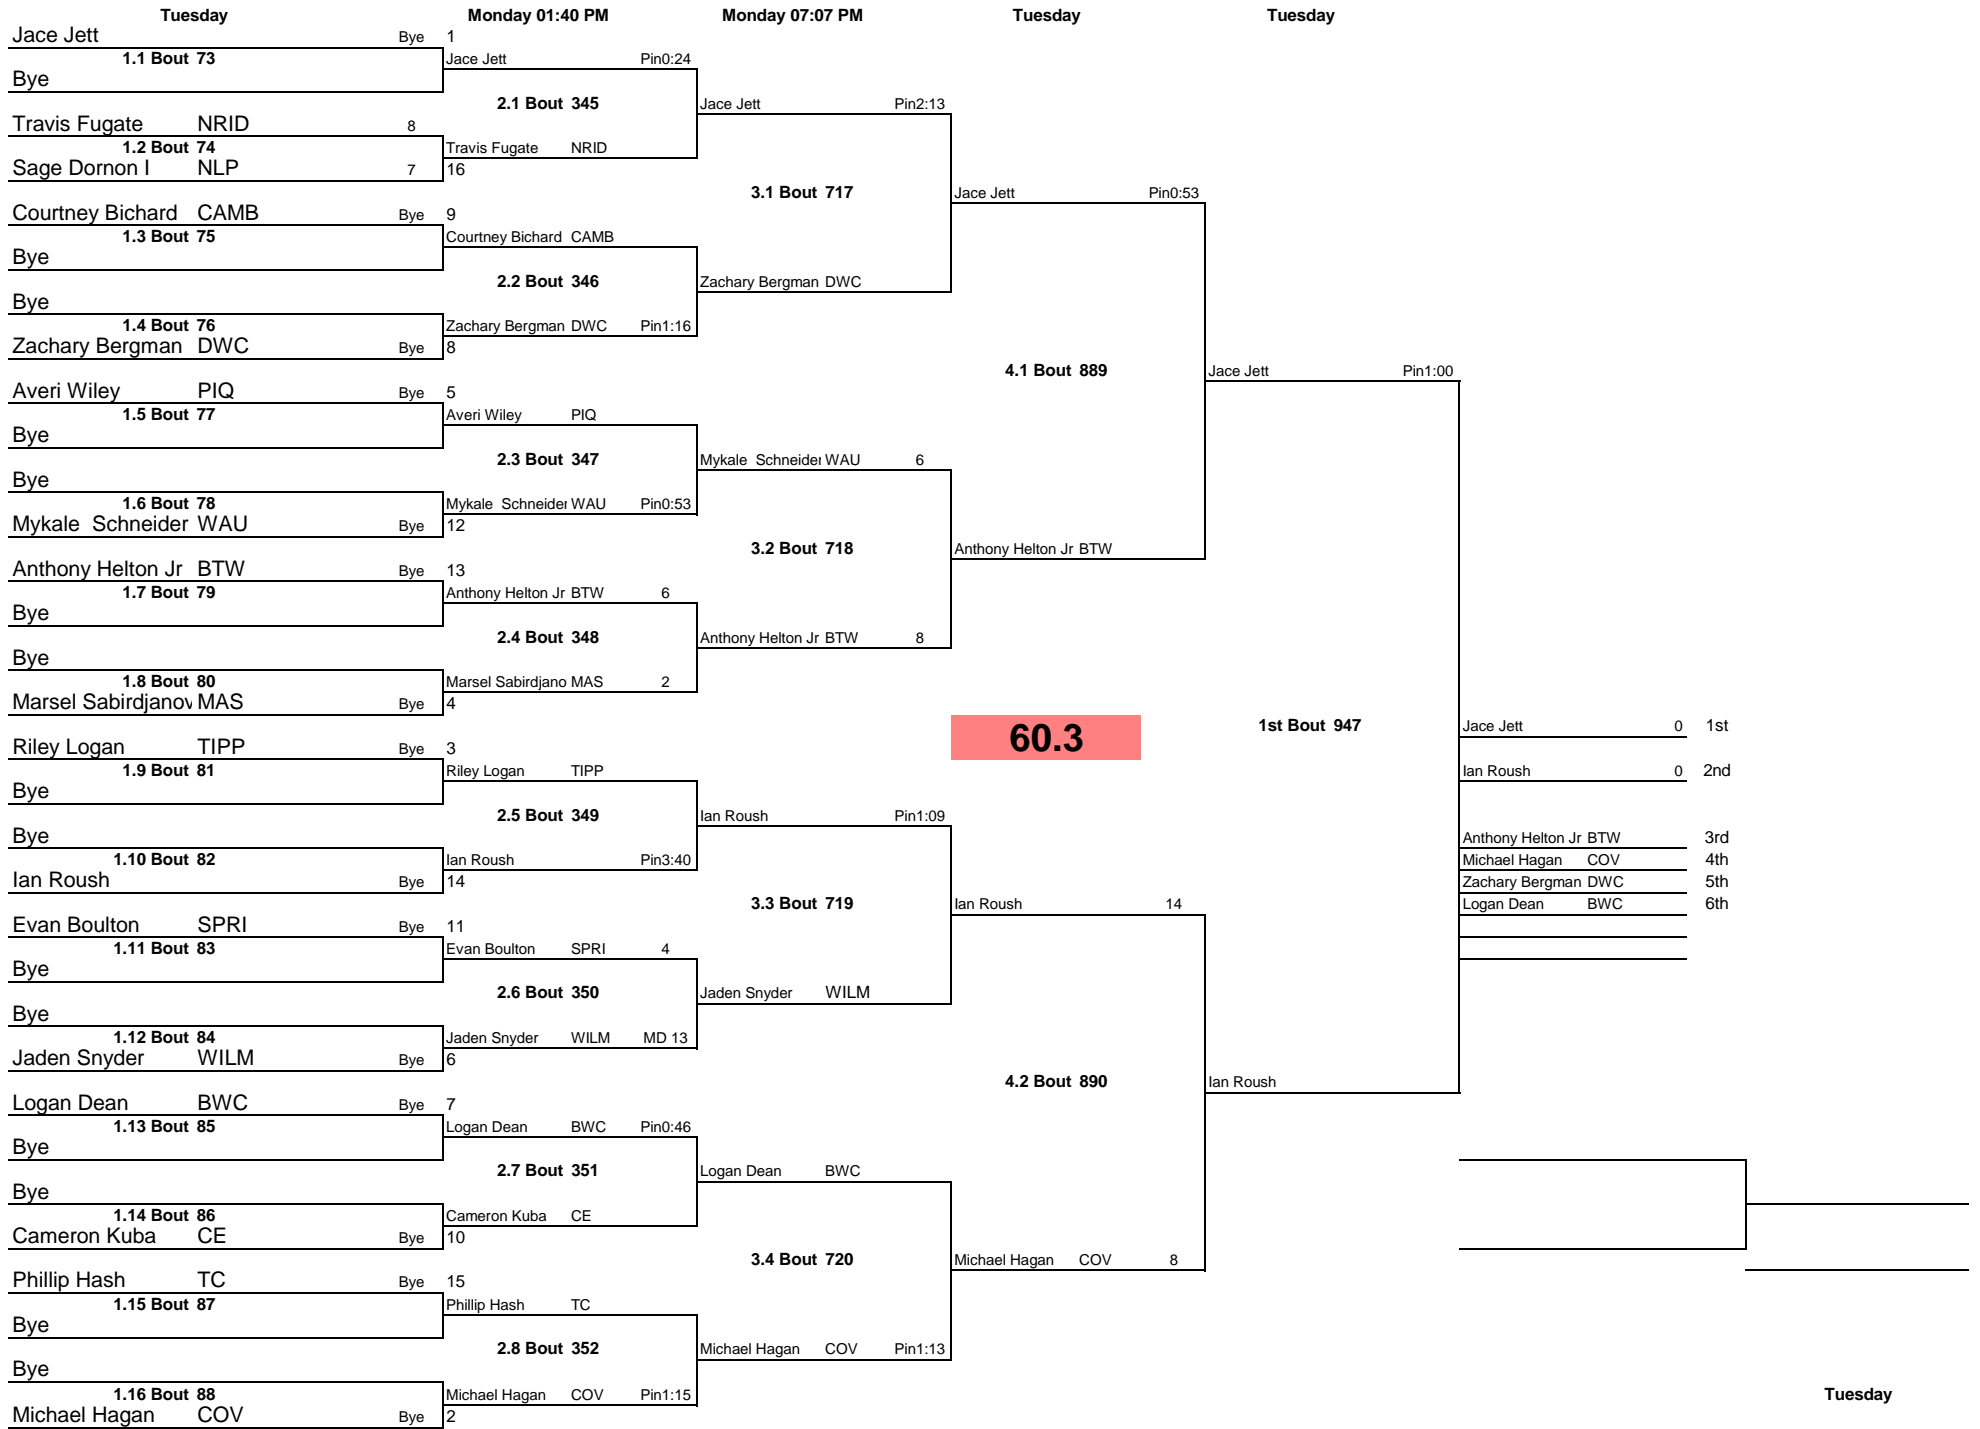 Tuesday Monday 01:40 PM Monday 07:07 PM Tuesday Tuesday
Jace Jett Bye 1
1.1 Bout 73 Jace Jett Pin0:24
Bye
2.1 Bout 345 Jace Jett Pin2:13
Travis Fugate NRID 8
1.2 Bout 74 Travis Fugate NRID
Sage Dornon I NLP 7 16
3.1 Bout 717 Jace Jett Pin0:53
Courtney Bichard CAMB Bye 9
1.3 Bout 75 Courtney Bichard CAMB
Bye
2.2 Bout 346 Zachary Bergman DWC
Bye
1.4 Bout 76 Zachary Bergman DWC Pin1:16
Zachary Bergman DWC Bye 8
4.1 Bout 889 Jace Jett Pin1:00
Averi Wiley PIQ Bye 5
1.5 Bout 77 Averi Wiley PIQ
Bye
2.3 Bout 347 Mykale Schneider WAU 6
Bye
1.6 Bout 78 Mykale Schneider WAU Pin0:53
Mykale Schneider WAU Bye 12
3.2 Bout 718 Anthony Helton Jr BTW
Anthony Helton Jr BTW Bye 13
1.7 Bout 79 Anthony Helton Jr BTW 6
Bye
2.4 Bout 348 Anthony Helton Jr BTW 8
Bye
1.8 Bout 80 Marsel Sabirdjano MAS 2
Marsel Sabirdjanov MAS Bye 4
60.3 1st Bout 947 Jace Jett 0 1st
Riley Logan TIPP Bye 3
1.9 Bout 81 Riley Logan TIPP Ian Roush 0 2nd
Bye
2.5 Bout 349 Ian Roush Pin1:09
Bye Anthony Helton Jr BTW 3rd
1.10 Bout 82 Ian Roush Pin3:40 Michael Hagan COV 4th
Ian Roush Bye 14 Zachary Bergman DWC 5th
3.3 Bout 719 Ian Roush 14 Logan Dean BWC 6th
Evan Boulton SPRI Bye 11
1.11 Bout 83 Evan Boulton SPRI 4
Bye
2.6 Bout 350 Jaden Snyder WILM
Bye
1.12 Bout 84 Jaden Snyder WILM MD 13
Jaden Snyder WILM Bye 6
4.2 Bout 890 Ian Roush
Logan Dean BWC Bye 7
1.13 Bout 85 Logan Dean BWC Pin0:46
Bye
2.7 Bout 351 Logan Dean BWC
Bye
1.14 Bout 86 Cameron Kuba CE
Cameron Kuba CE Bye 10
3.4 Bout 720 Michael Hagan COV 8
Phillip Hash TC Bye 15
1.15 Bout 87 Phillip Hash TC
Bye
2.8 Bout 352 Michael Hagan COV Pin1:13
Bye
1.16 Bout 88 Michael Hagan COV Pin1:15 Tuesday
Michael Hagan COV Bye 2